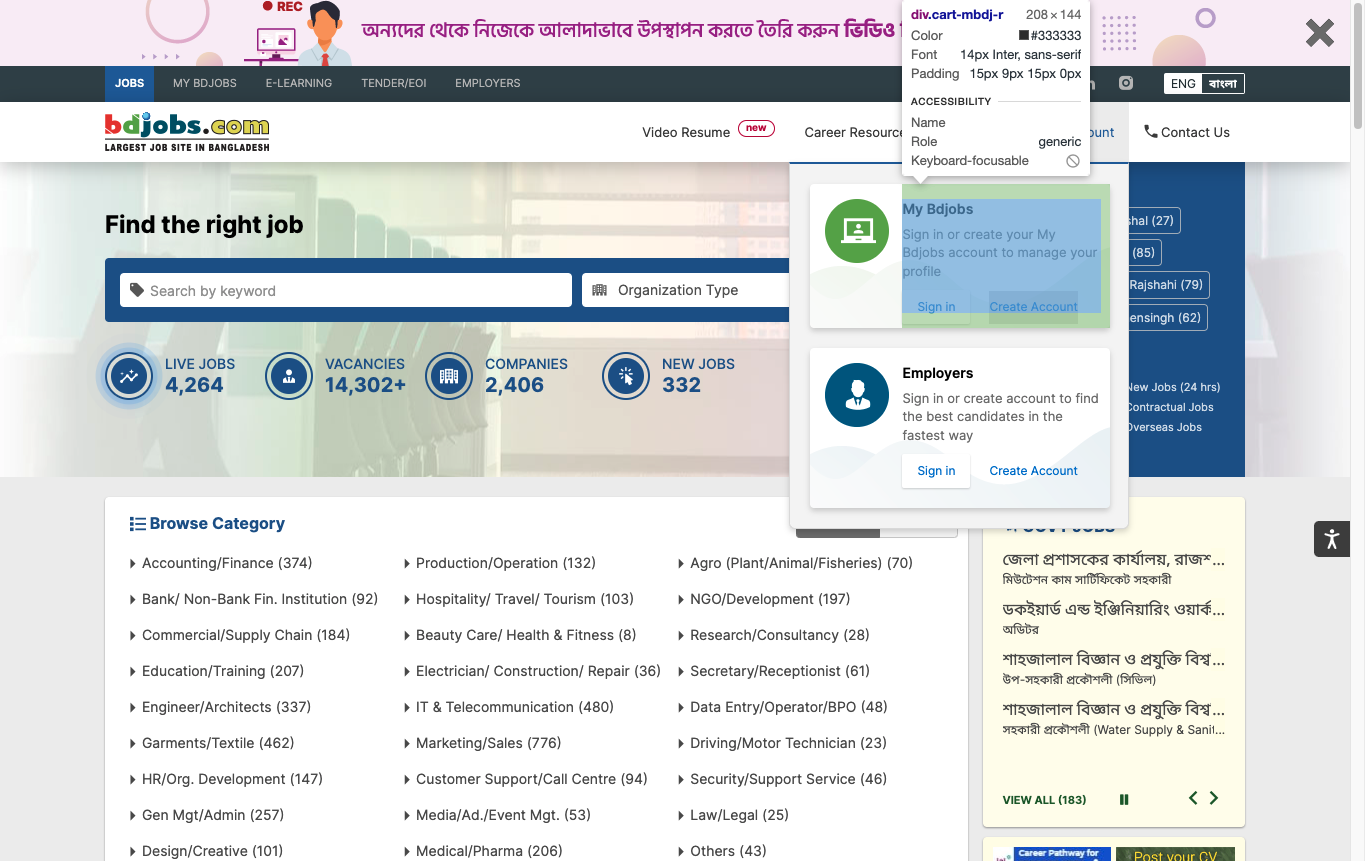 REC
অন্যদের থেকে নিজেকে আলাদাভাবে উপস্থাপন করতে তৈরি করুন ভিডিও
div.cart-mbdj-r 208 × 144
Color #333333
Font 14px Inter, sans-serif
Padding 15px 9px 15px 0px
ACCESSIBILITY
Name
Role generic
Keyboard-focusable
JOBS MY BDJOBS E-LEARNING TENDER/EOI EMPLOYERS
ENG বাংলা
bdjobs.com
LARGEST JOB SITE IN BANGLADESH
Video Resume new Career Resource Contact Us
Find the right job
Search by keyword Organization Type
LIVE JOBS
4,264
VACANCIES
14,302+
COMPANIES
2,406
NEW JOBS
332
My Bdjobs
Sign in or create your My
Bdjobs account to manage your
profile
Sign in Create Account
Employers
Sign in or create account to find
the best candidates in the
fastest way
Sign in Create Account
(27)
(85)
Rajshahi (79)
(62)
New Jobs (24 hrs)
Contractual Jobs
Overseas Jobs
Browse Category
Accounting/Finance (374) Production/Operation (132) Agro (Plant/Animal/Fisheries) (70)
Bank/ Non-Bank Fin. Institution (92) Hospitality/ Travel/ Tourism (103) NGO/Development (197)
Commercial/Supply Chain (184) Beauty Care/ Health & Fitness (8) Research/Consultancy (28)
Education/Training (207) Electrician/ Construction/ Repair (36) Secretary/Receptionist (61)
Engineer/Architects (337) IT & Telecommunication (480) Data Entry/Operator/BPO (48)
Garments/Textile (462) Marketing/Sales (776) Driving/Motor Technician (23)
HR/Org. Development (147) Customer Support/Call Centre (94) Security/Support Service (46)
Gen Mgt/Admin (257) Media/Ad./Event Mgt. (53) Law/Legal (25)
Design/Creative (101) Medical/Pharma (206) Others (43)
GOVT JOBS
জেলা প্রশাসকের কার্যালয়, রাজশ...
মিউটেশন কাম সার্টিফিকেট সহকারী
ডকইয়ার্ড এন্ড ইঞ্জিনিয়ারিং ওয়ার্ক...
অডিটর
শাহজালাল বিজ্ঞান ও প্রযুক্তি বিশ্ব...
উপ-সহকারী প্রকৌশলী (সিভিল)
শাহজালাল বিজ্ঞান ও প্রযুক্তি বিশ্ব...
সহকারী প্রকৌশলী (Water Supply & Sanit...
VIEW ALL (183)
Career Pathway for
Post your CV